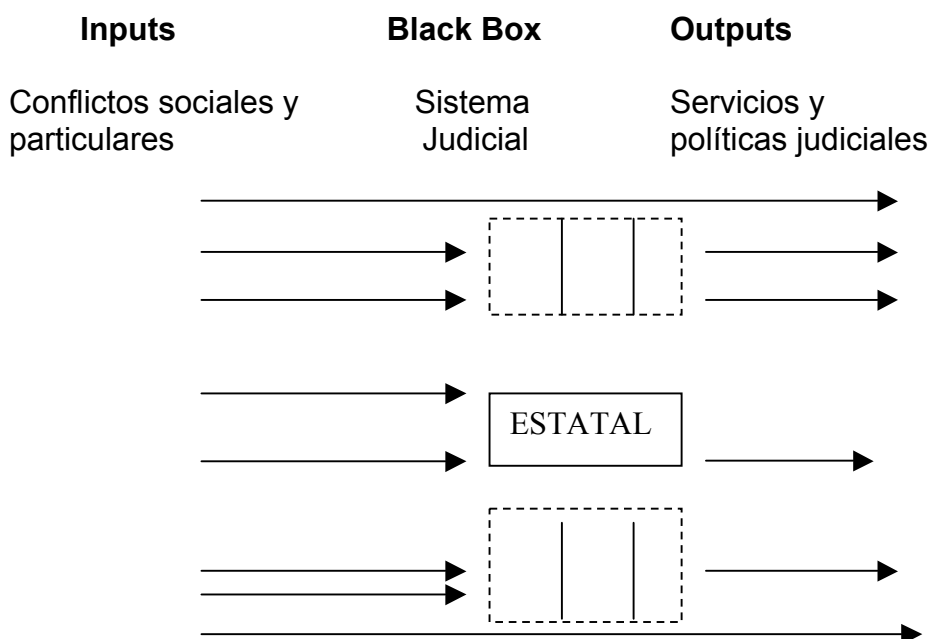 Inputs Black Box Outputs
Conflictos sociales y Sistema Servicios y
particulares Judicial políticas judiciales
ESTATAL